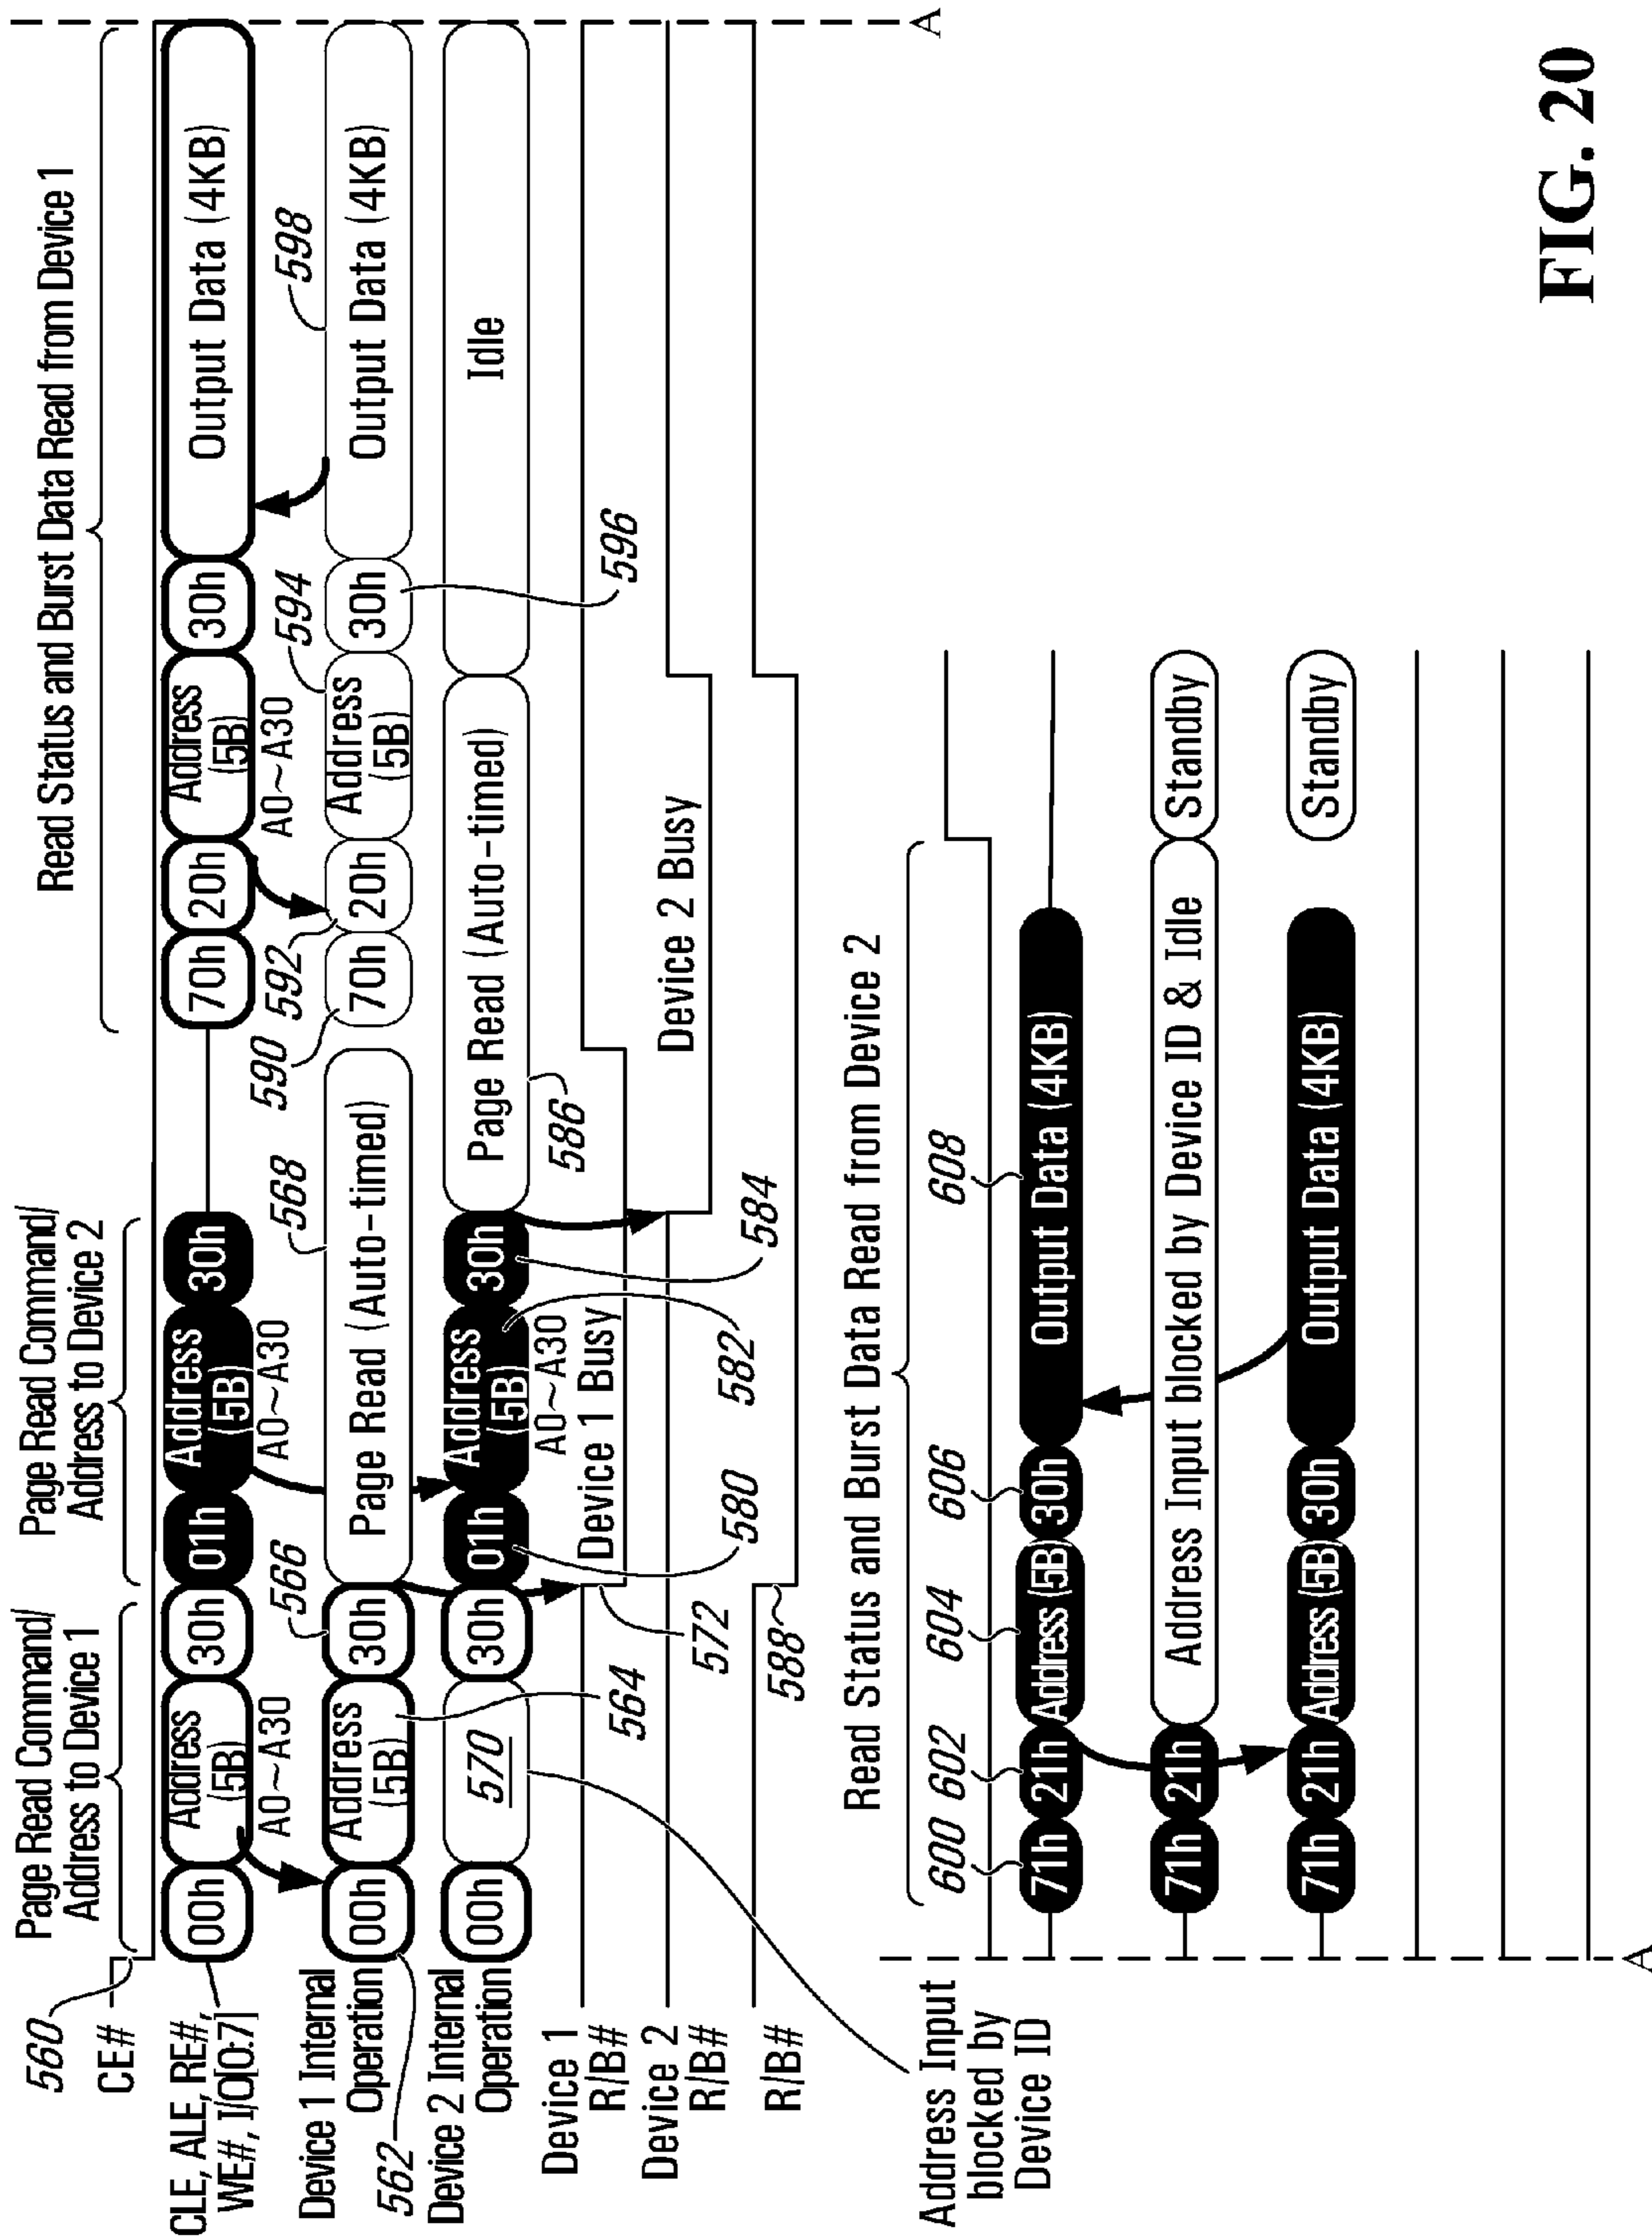 Page Read Command/
Address to Device 1
Page Read Command/
Address to Device 2
Read Status and Burst Data Read from Device 1
560
CE#
CLE, ALE, RE#,
WE#, I/O[0:7]
00h
Address
(5B)
30h
01h
Address
(5B)
30h
70h
20h
Address
(5B)
30h
Output Data (4KB)
A0~A30
A0~A30
A0~A30
566
568
590
592
594
598
Device 1 Internal
Operation
562
00h
Address
(5B)
30h
Page Read (Auto-timed)
70h
20h
Address
(5B)
30h
Output Data (4KB)
Device 2 Internal
Operation
00h
570
30h
01h
Address
(5B)
30h
Page Read (Auto-timed)
Idle
A0~A30
586
596
Device 1
R/B#
Device 1 Busy
564
572
580
582
584
Device 2
R/B#
Device 2 Busy
R/B#
588
A
Address Input
blocked by
Device ID
Read Status and Burst Data Read from Device 2
600
602
604
606
608
71h
21h
Address (5B)
30h
Output Data (4KB)
71h
21h
Address Input blocked by Device ID & Idle
Standby
71h
21h
Address (5B)
30h
Output Data (4KB)
Standby
A
FIG. 20